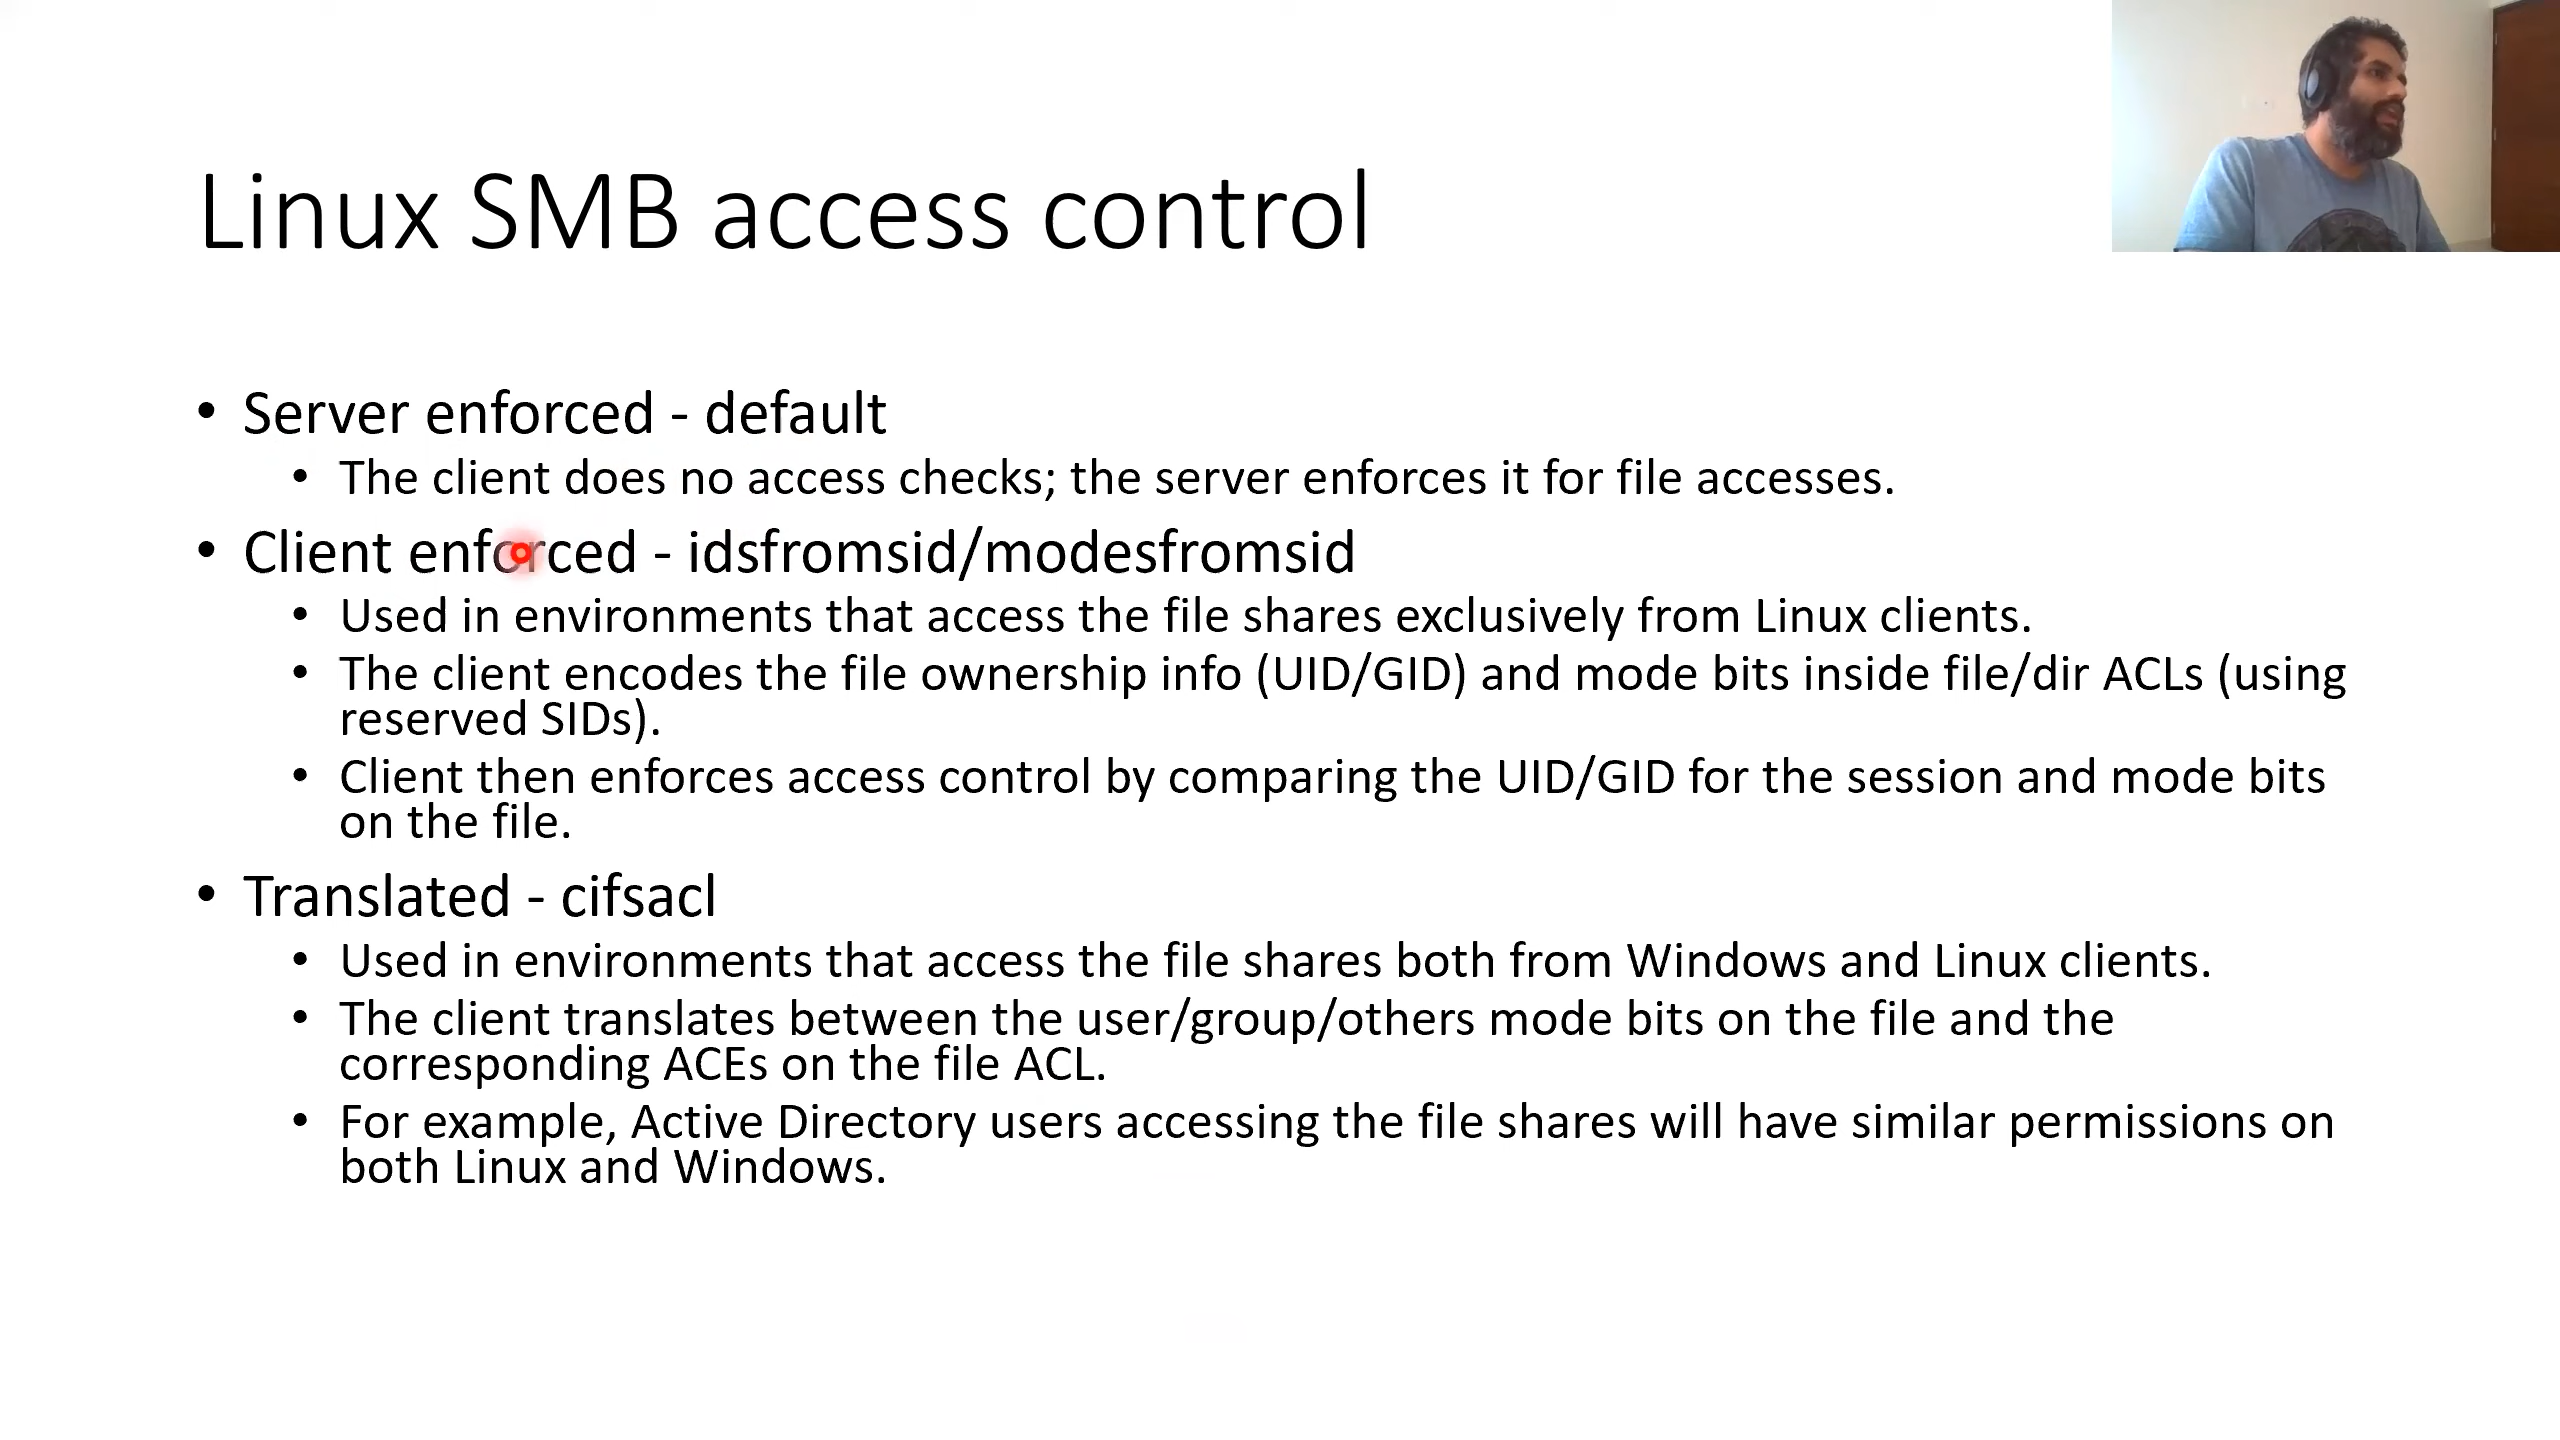 Linux SMB access control
• Server enforced - default
• The client does no access checks; the server enforces it for file accesses.
• Client enforced - idsfromsid/modesfromsid
• Used in environments that access the file shares exclusively from Linux clients.
• The client encodes the file ownership info (UID/GID) and mode bits inside file/dir ACLs (using
reserved SIDs).
• Client then enforces access control by comparing the UID/GID for the session and mode bits
on the file.
• Translated - cifsacl
• Used in environments that access the file shares both from Windows and Linux clients.
• The client translates between the user/group/others mode bits on the file and the
corresponding ACEs on the file ACL.
• For example, Active Directory users accessing the file shares will have similar permissions on
both Linux and Windows.